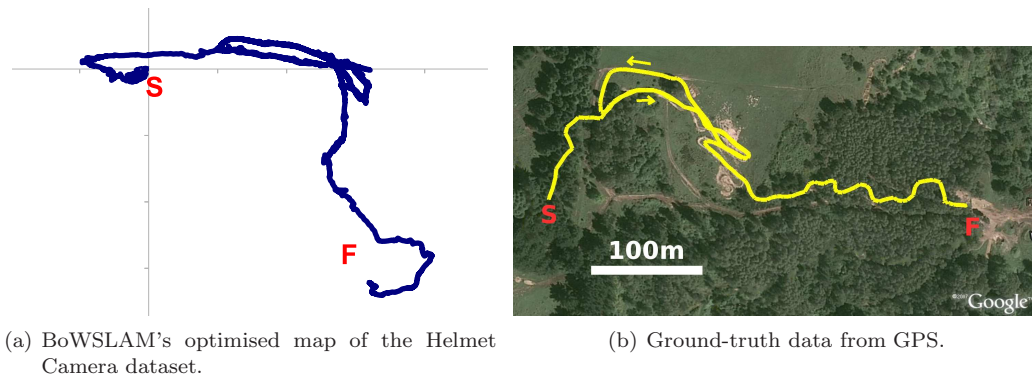 S
F
S
F
100m
Google
(a) BoWSLAM's optimised map of the Helmet
Camera dataset.
(b) Ground-truth data from GPS.